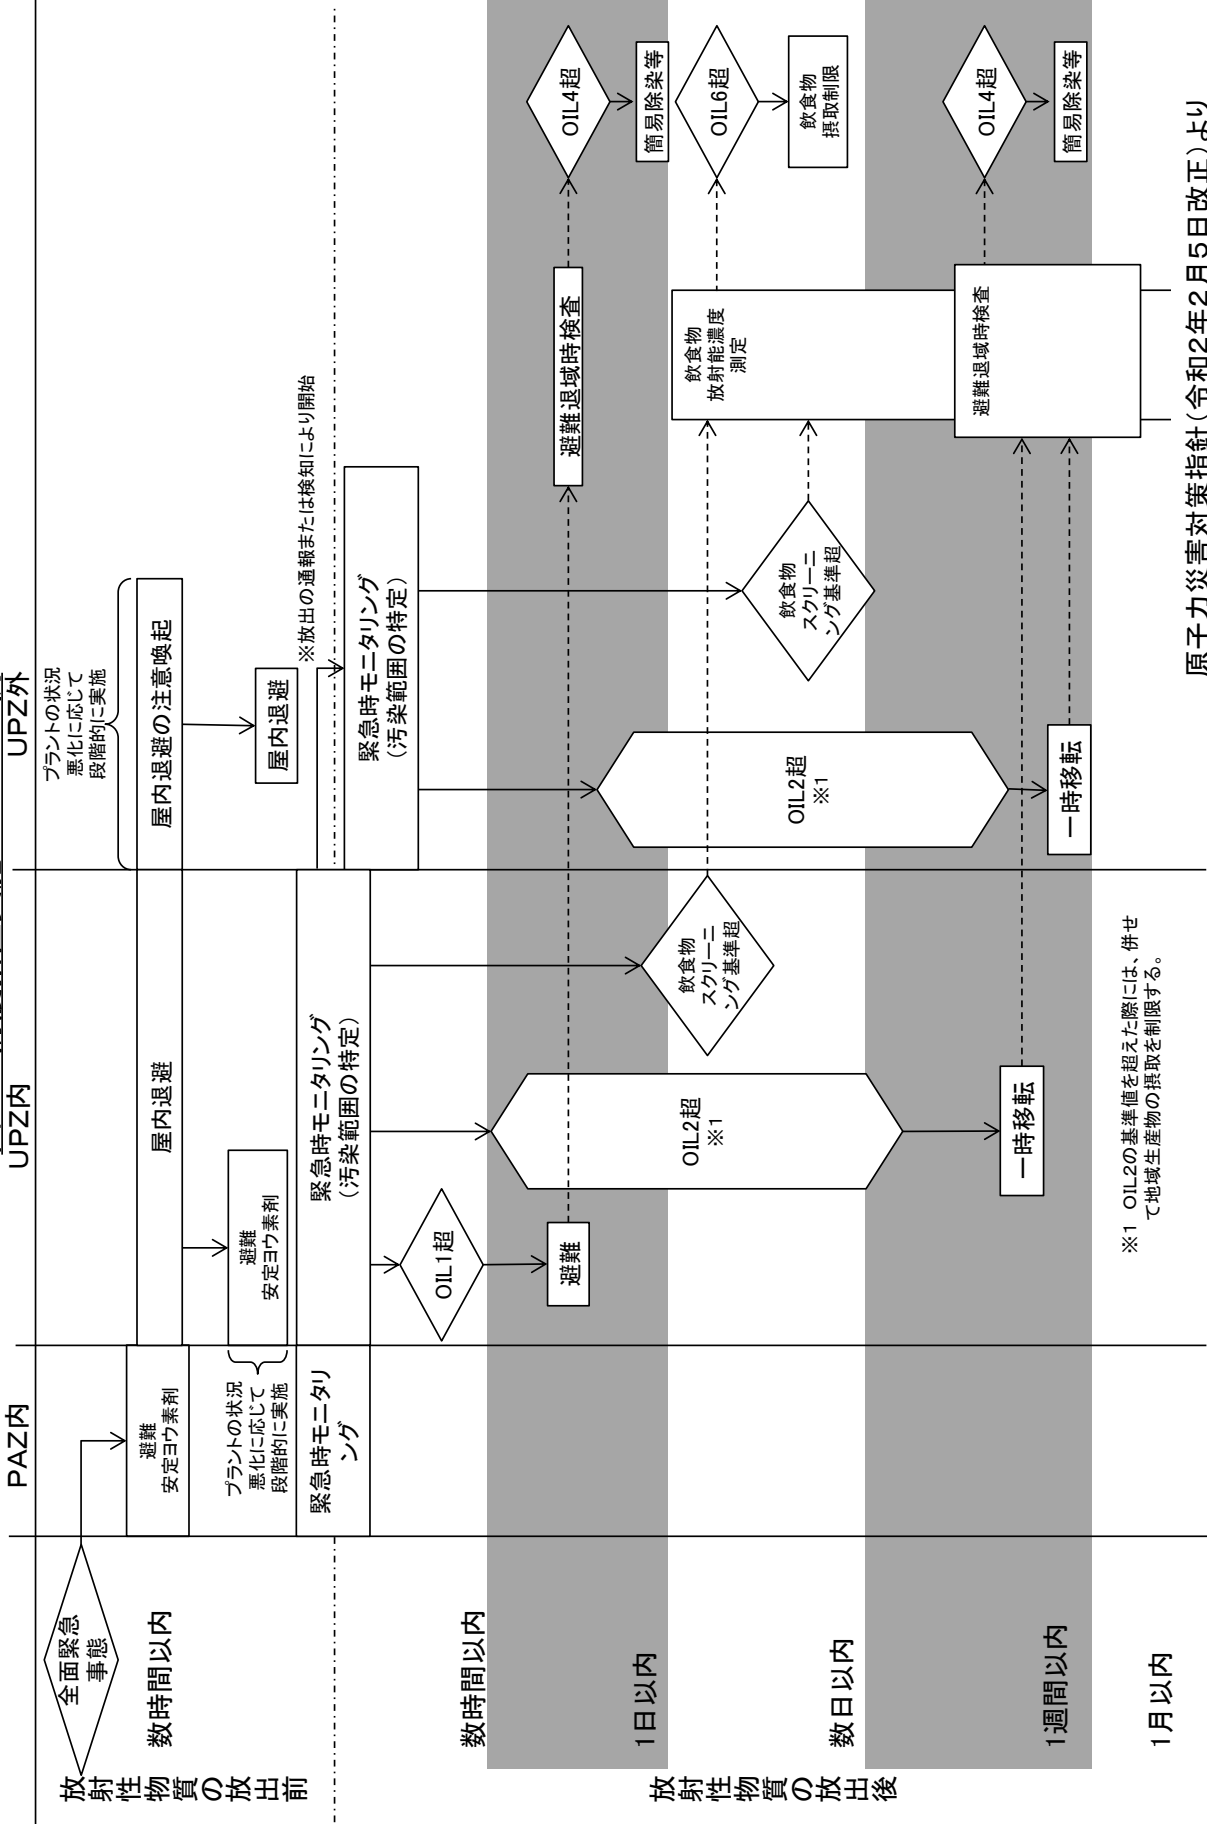 PAZ内
UPZ内
UPZ外
放射性物質の放出前
全面緊急
事態
数時間以内
避難
安定ヨウ素剤
屋内退避
屋内退避の注意喚起
プラントの状況
悪化に応じて
段階的に実施
プラントの状況
悪化に応じて
段階的に実施
避難
安定ヨウ素剤
屋内退避
※放出の通報または検知により開始
緊急時モニタリ
ング
緊急時モニタリング
(汚染範囲の特定)
緊急時モニタリング
(汚染範囲の特定)
放射性物質の放出後
数時間以内
OIL1超
1日以内
避難
避難退域時検査
OIL4超
簡易除染等
数日以内
OIL2超
※1
飲食物
スクリーニ
ング基準超
OIL2超
※1
飲食物
スクリーニ
ング基準超
飲食物
放射能濃度
測定
OIL6超
飲食物
摂取制限
1週間以内
一時移転
一時移転
避難退域時検査
OIL4超
簡易除染等
1月以内
※1 OIL2の基準値を超えた際には、併せ
て地域生産物の摂取を制限する。
原子力災害対策指針(令和2年2月5日改正)より